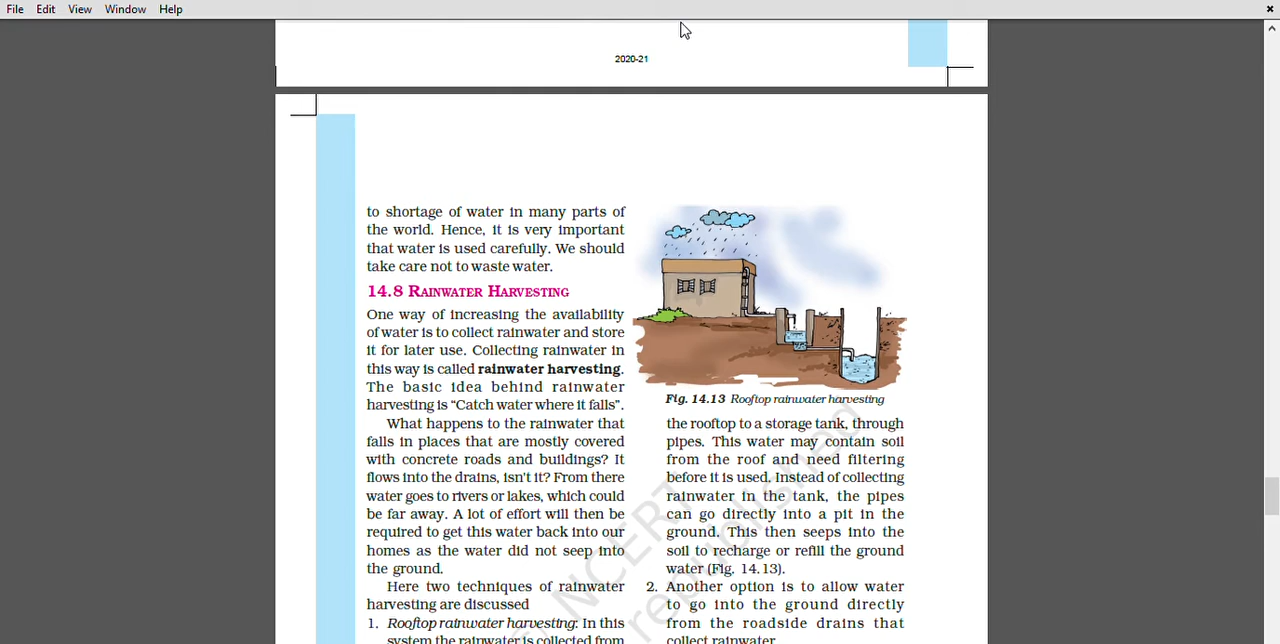 File Edit View Window Help
2020-21
to shortage of water in many parts of
the world. Hence, it is very important
that water is used carefully. We should
take care not to waste water.
14.8 RAINWATER HARVESTING
One way of increasing the availability
of water is to collect rainwater and store
it for later use. Collecting rainwater in
this way is called rainwater harvesting.
The basic idea behind rainwater
harvesting is “Catch water where it falls”.
What happens to the rainwater that
falls in places that are mostly covered
with concrete roads and buildings? It
flows into the drains, isn't it? From there
water goes to rivers or lakes, which could
be far away. A lot of effort will then be
required to get this water back into our
homes as the water did not seep into
the ground.
Here two techniques of rainwater
harvesting are discussed
1. Rooftop rainwater harvesting: In this
system the rainwater is collected from
Fig. 14.13 Rooftop rainwater harvesting
the rooftop to a storage tank, through
pipes. This water may contain soil
from the roof and need filtering
before it is used. Instead of collecting
rainwater in the tank, the pipes
can go directly into a pit in the
ground. This then seeps into the
soil to recharge or refill the ground
water (Fig. 14.13).
2. Another option is to allow water
to go into the ground directly
from the roadside drains that
collect rainwater.
© NCERT
republished